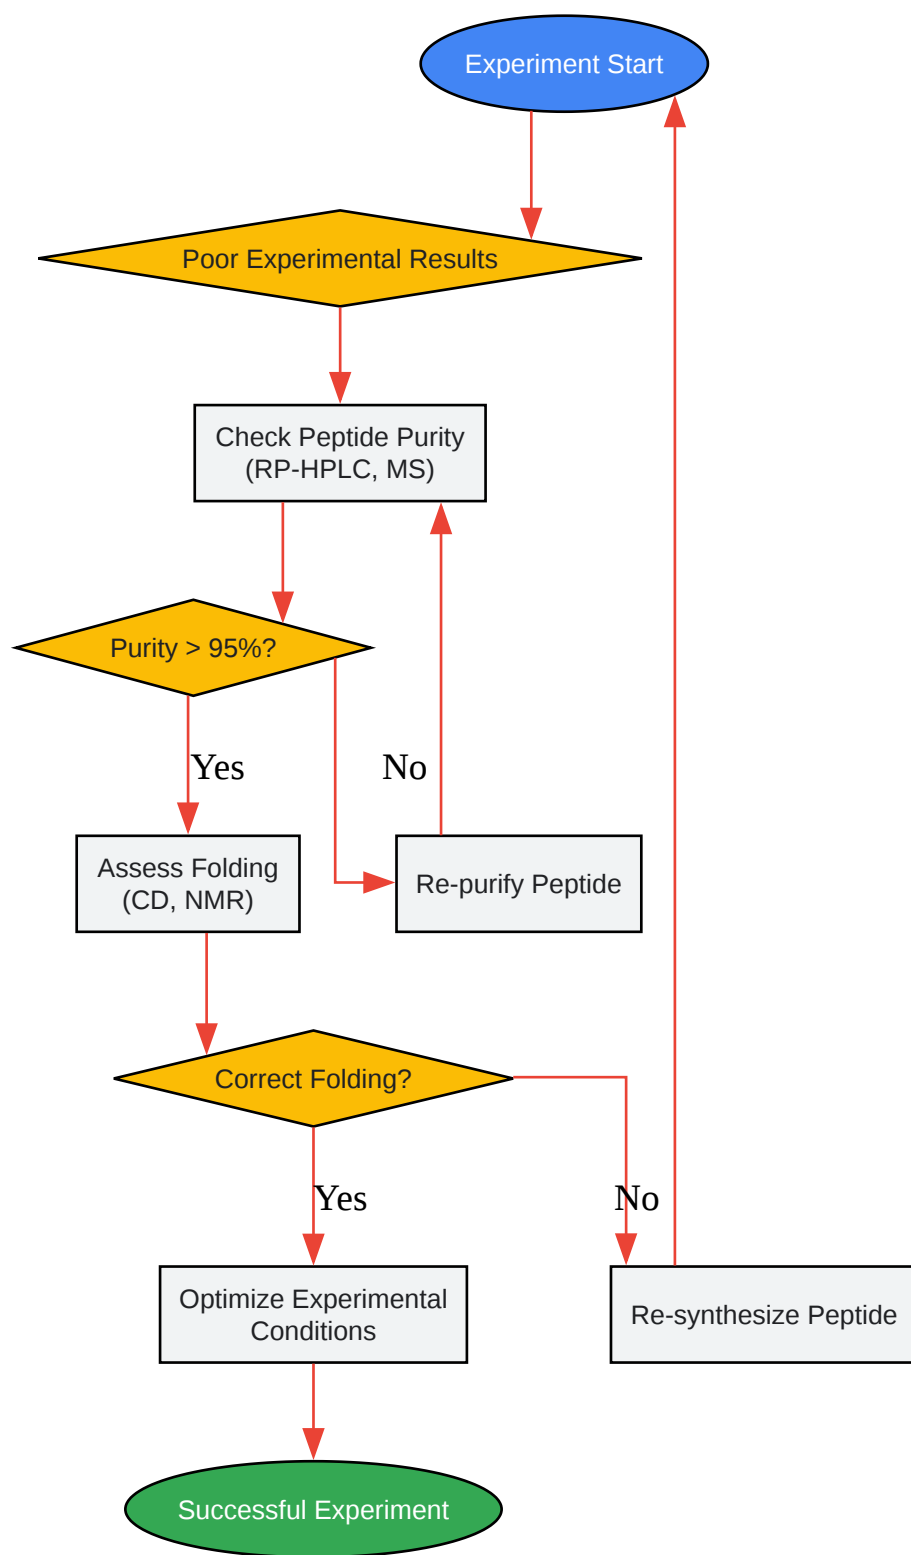 Experiment Start
Poor Experimental Results
Check Peptide Purity
(RP-HPLC, MS)
Purity > 95%?
Yes
No
Assess Folding
(CD, NMR)
Re-purify Peptide
Correct Folding?
Yes
No
Optimize Experimental
Conditions
Re-synthesize Peptide
Successful Experiment